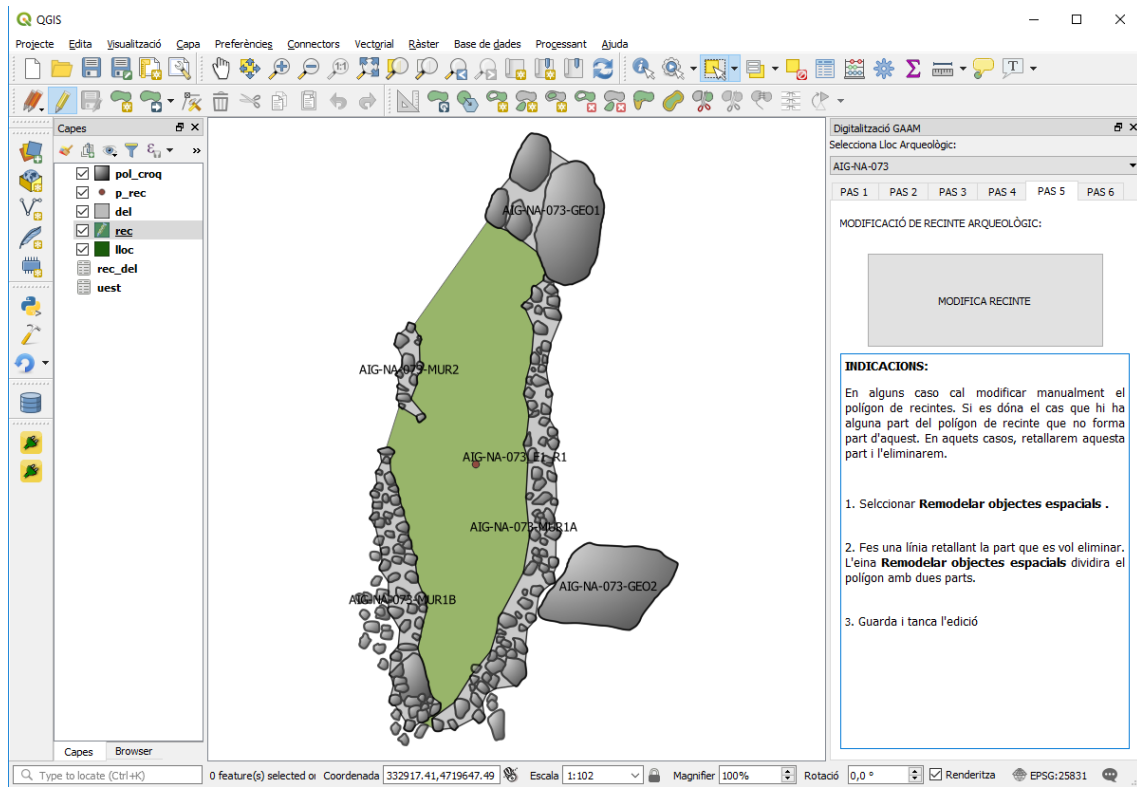 QGIS
Projecte Edita Visualització Capa Preferències Connectors Vectorial Ràster Base de dades Processant Ajuda
Capes
pol_croq
p_rec
del
rec
lloc
rec_del
uest
Capes Browser
AIG-NA-073-GEO1
AIG-NA-073-MUR2
AIG-NA-073_E1_R1
AIG-NA-073-MUR1A
AIG-NA-073-GEO2
AIG-NA-073-MUR1B
Digitalització GAAM
Selecciona Lloc Arqueològic:
AIG-NA-073
PAS 1 PAS 2 PAS 3 PAS 4 PAS 5 PAS 6
MODIFICACIÓ DE RECINTE ARQUEOLÒGIC:
MODIFICA RECINTE
INDICACIONS:
En alguns caso cal modificar manualment el
polígon de recintes. Si es dóna el cas que hi ha
alguna part del polígon de recinte que no forma
part d'aquest. En aquets casos, retallarem aquesta
part i l'eliminarem.
1. Selccionar Remodelar objectes espacials .
2. Fes una línia retallant la part que es vol eliminar.
L'eina Remodelar objectes espacials dividira el
polígon amb dues parts.
3. Guarda i tanca l'edició
Type to locate (Ctrl+K) 0 feature(s) selected or Coordenada 332917.41,4719647.49 Escala 1:102 Magnifier 100% Rotació 0,0 ° Renderitza EPSG:25831